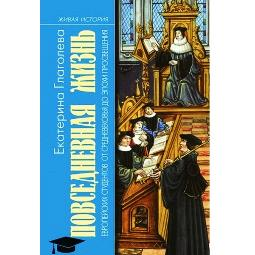 ЖИВАЯ ИСТОРИЯ
Екатерина Глаголева
ПОВСЕДНЕВНАЯ ЖИЗНЬ
ЕВРОПЕЙСКИХ СТУДЕНТОВ ОТ СРЕДНЕВЕКОВЬЯ ДО ЭПОХИ ПРОСВЕЩЕНИЯ